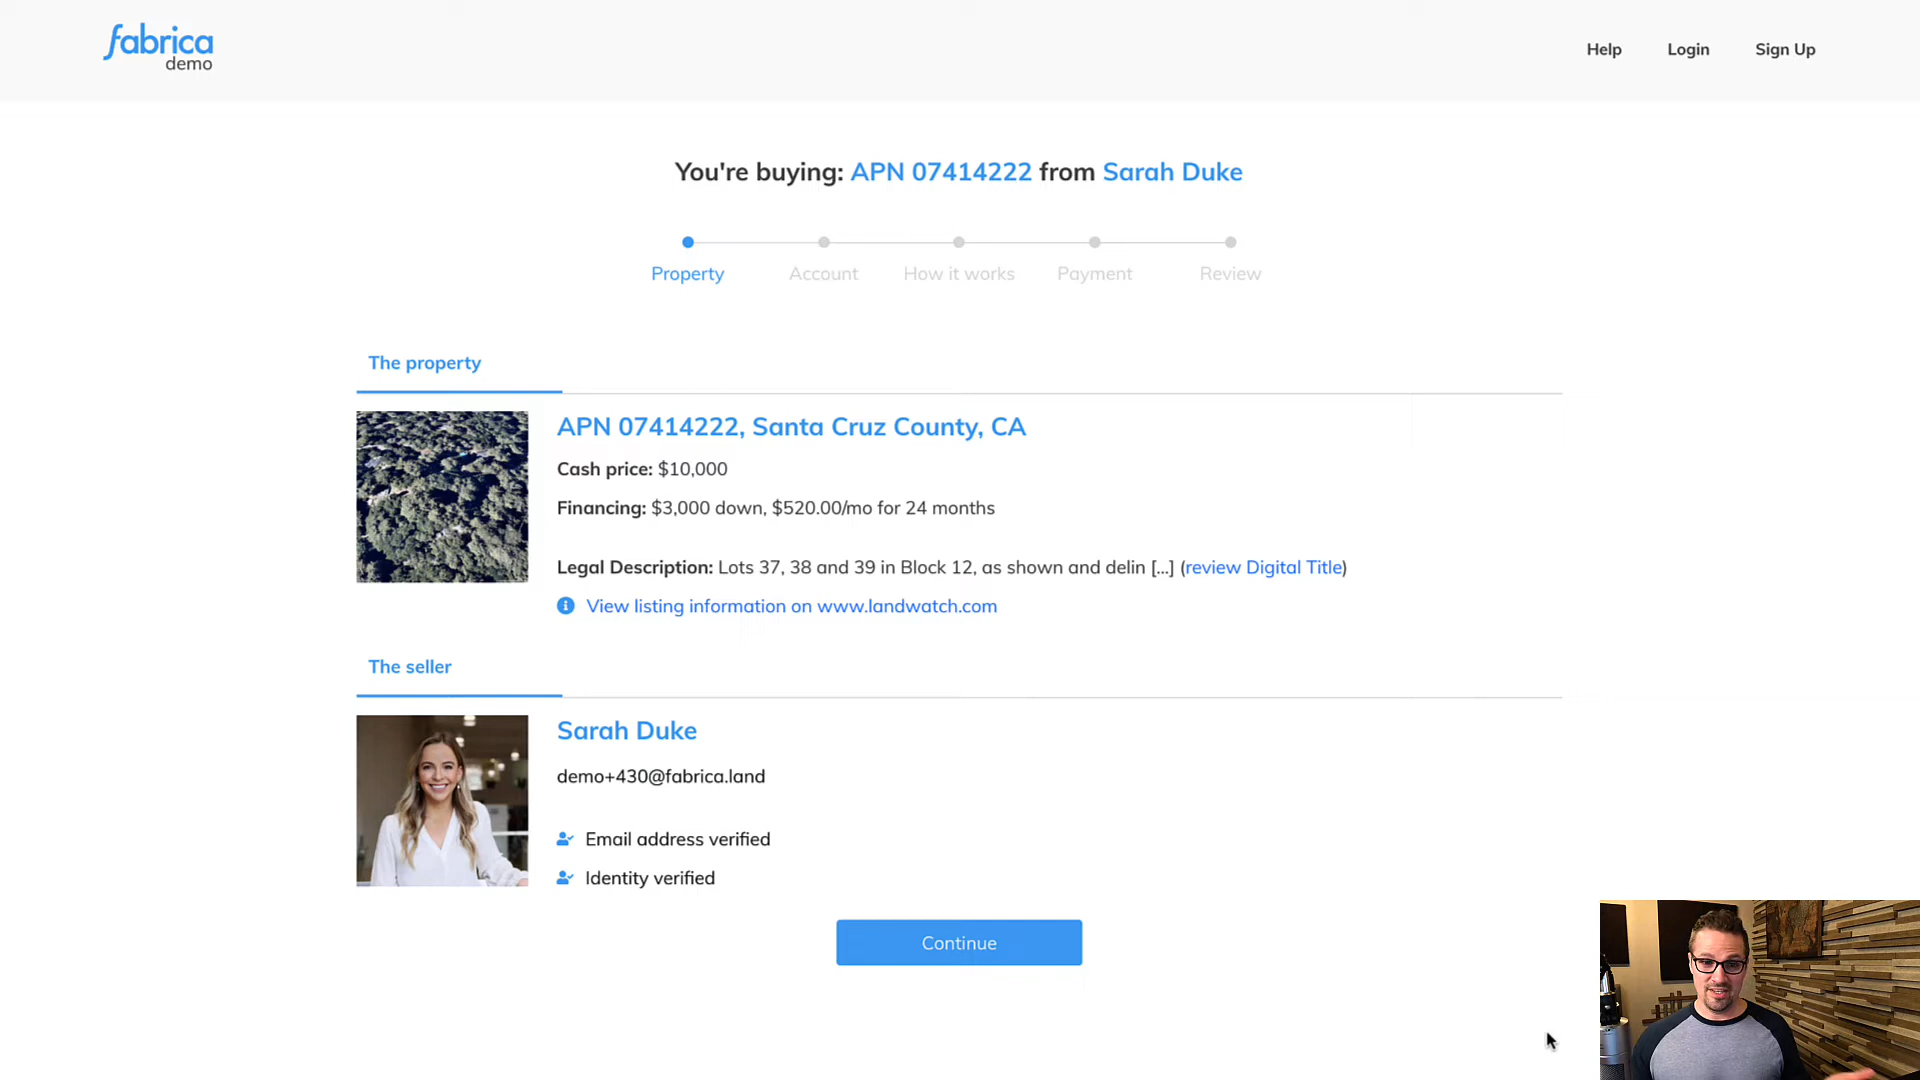 fabrica
demo
Help Login Sign Up
You're buying: APN 07414222 from Sarah Duke
Property Account How it works Payment Review
The property
APN 07414222, Santa Cruz County, CA
Cash price: $10,000
Financing: $3,000 down, $520.00/mo for 24 months
Legal Description: Lots 37, 38 and 39 in Block 12, as shown and delin [...] (review Digital Title)
View listing information on www.landwatch.com
The seller
Sarah Duke
demo+430@fabrica.land
Email address verified
Identity verified
Continue